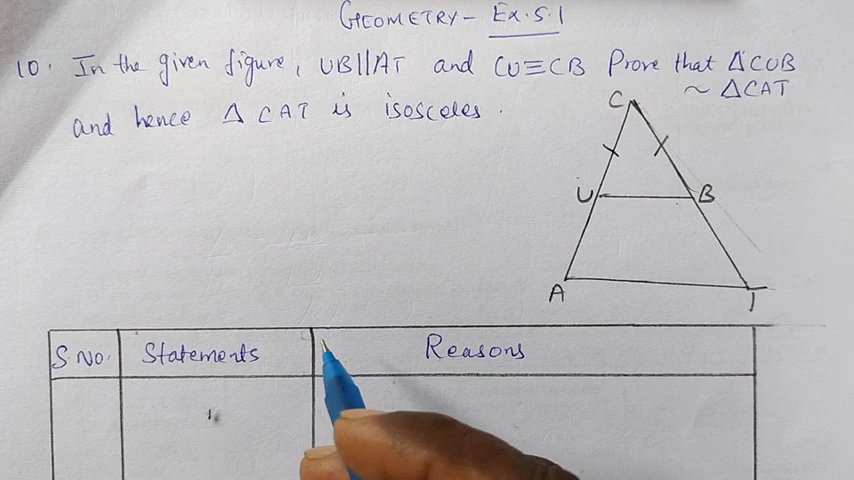 GEOMETRY- Ex.5.1
10. In the given figure, UB||AT and CU≡CB Prove that ΔCUB
~ ΔCAT
and hence Δ CAT is isosceles.
C
U
B
A
T
S No.
Statements
Reasons